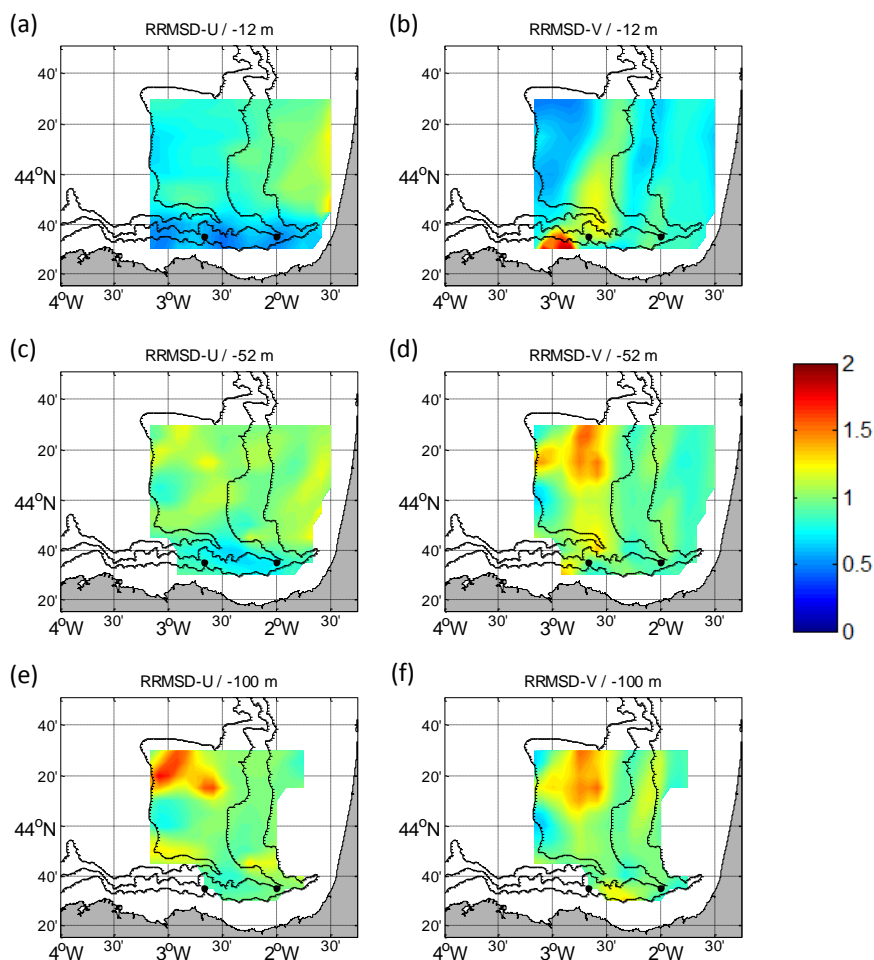 (a)
RRMSD-U / -12 m
40'
20'
44°N
40'
20'
4°W
30'
3°W
30'
2°W
30'
(b)
RRMSD-V / -12 m
40'
20'
44°N
40'
20'
4°W
30'
3°W
30'
2°W
30'
(c)
RRMSD-U / -52 m
40'
20'
44°N
40'
20'
4°W
30'
3°W
30'
2°W
30'
(d)
RRMSD-V / -52 m
40'
20'
44°N
40'
20'
4°W
30'
3°W
30'
2°W
30'
2
1.5
1
0.5
0
(e)
RRMSD-U / -100 m
40'
20'
44°N
40'
20'
4°W
30'
3°W
30'
2°W
30'
(f)
RRMSD-V / -100 m
40'
20'
44°N
40'
20'
4°W
30'
3°W
30'
2°W
30'